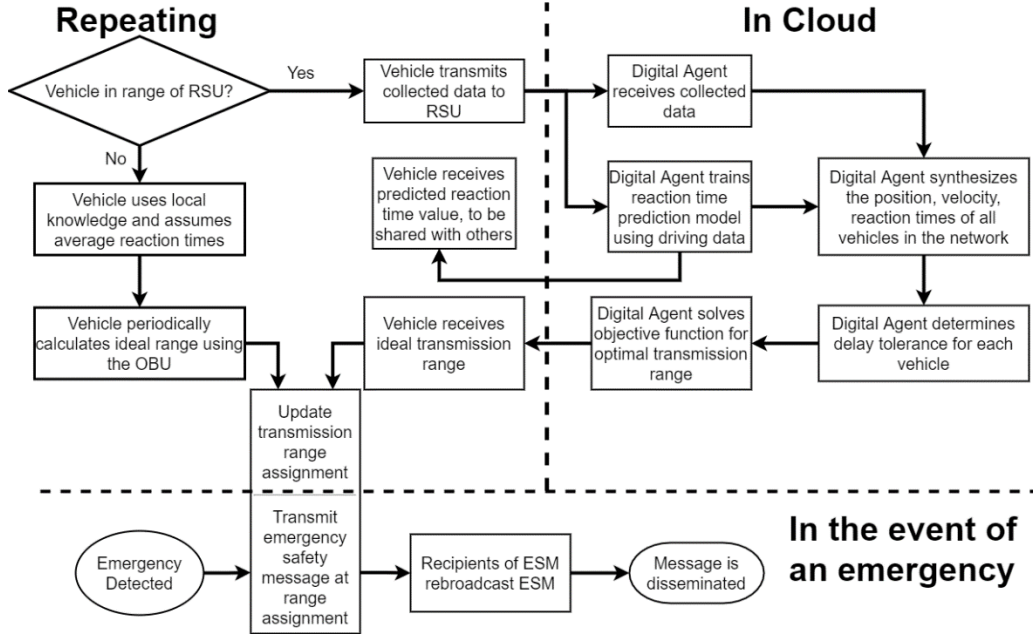 Repeating
In Cloud
Vehicle in range of RSU?
Yes
No
Vehicle transmits
collected data to
RSU
Digital Agent
receives collected
data
Vehicle uses local
knowledge and assumes
average reaction times
Vehicle receives
predicted reaction
time value, to be
shared with others
Digital Agent trains
reaction time
prediction model
using driving data
Digital Agent synthesizes
the position, velocity,
reaction times of all
vehicles in the network
Vehicle periodically
calculates ideal range using
the OBU
Vehicle receives
ideal transmission
range
Digital Agent solves
objective function for
optimal transmission
range
Digital Agent determines
delay tolerance for each
vehicle
Update
transmission
range
assignment
In the event of
an emergency
Emergency
Detected
Transmit
emergency
safety
message at
range
assignment
Recipients of ESM
rebroadcast ESM
Message is
disseminated